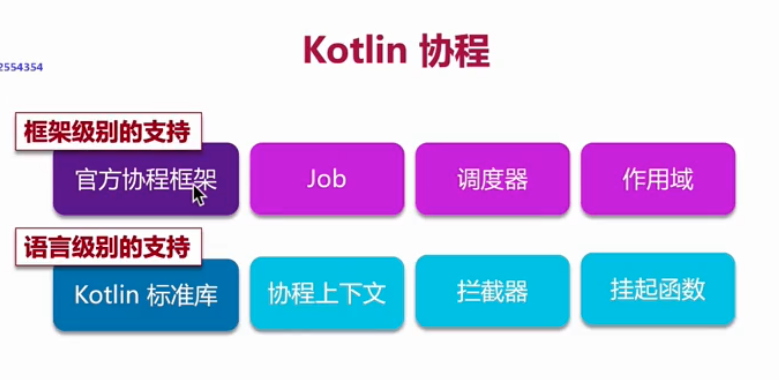 Kotlin 协程
2554354
框架级别的支持
官方协程框架
Job
调度器
作用域
语言级别的支持
Kotlin 标准库
协程上下文
拦截器
挂起函数